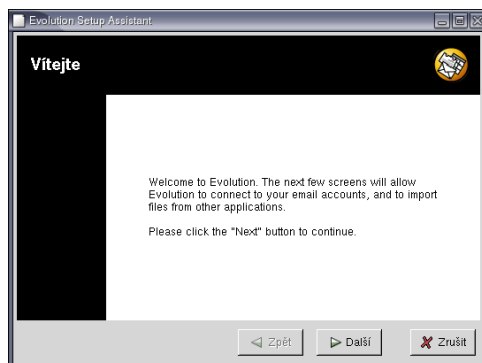 Evolution Setup Assistant
Vítejte
Welcome to Evolution. The next few screens will allow
Evolution to connect to your email accounts, and to import
files from other applications.
Please click the "Next" button to continue.
Zpět
Další
Zrušit